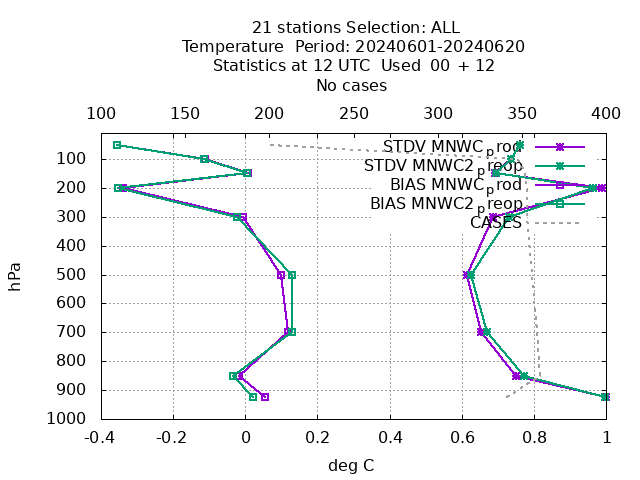 21 stations Selection: ALL
Temperature Period: 20240601-20240620
Statistics at 12 UTC Used 00 + 12
No cases
100 150 200 250 300 350 400
STDV MNWC_prod
STDV MNWC2_preop
BIAS MNWC_prod
BIAS MNWC2_preop
CASES
100
200
300
400
500
600
700
800
900
1000
hPa
-0.4 -0.2 0 0.2 0.4 0.6 0.8 1
deg C